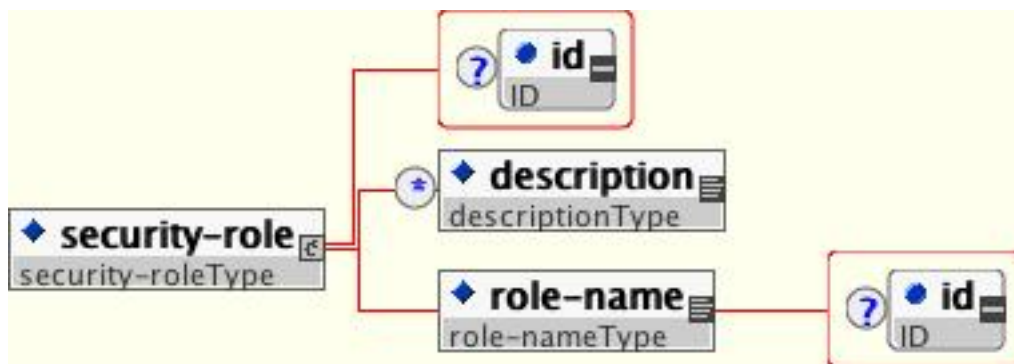 ? id
ID
* description
descriptionType
security-role
security-roleType
role-name
role-nameType
? id
ID